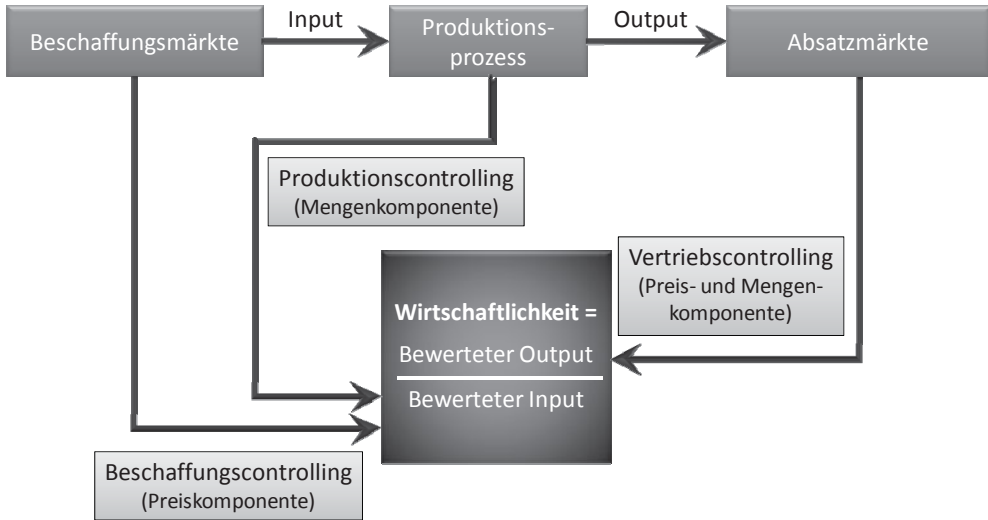 Beschaffungsmärkte
Input
Produktions-
prozess
Output
Absatzmärkte
Produktionscontrolling
(Mengenkomponente)
Vertriebscontrolling
(Preis- und Mengen-
komponente)
Wirtschaftlichkeit =
Bewerteter Output
Bewerteter Input
Beschaffungscontrolling
(Preiskomponente)